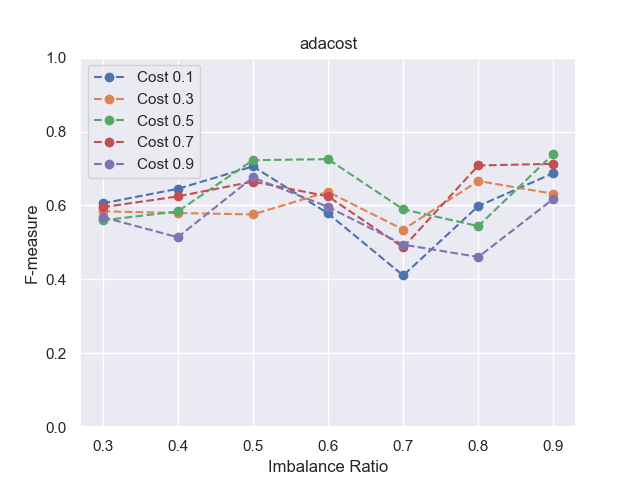 adacost
1.0
0.8
0.6
0.4
0.2
0.0
F-measure
Cost 0.1
Cost 0.3
Cost 0.5
Cost 0.7
Cost 0.9
0.3 0.4 0.5 0.6 0.7 0.8 0.9
Imbalance Ratio